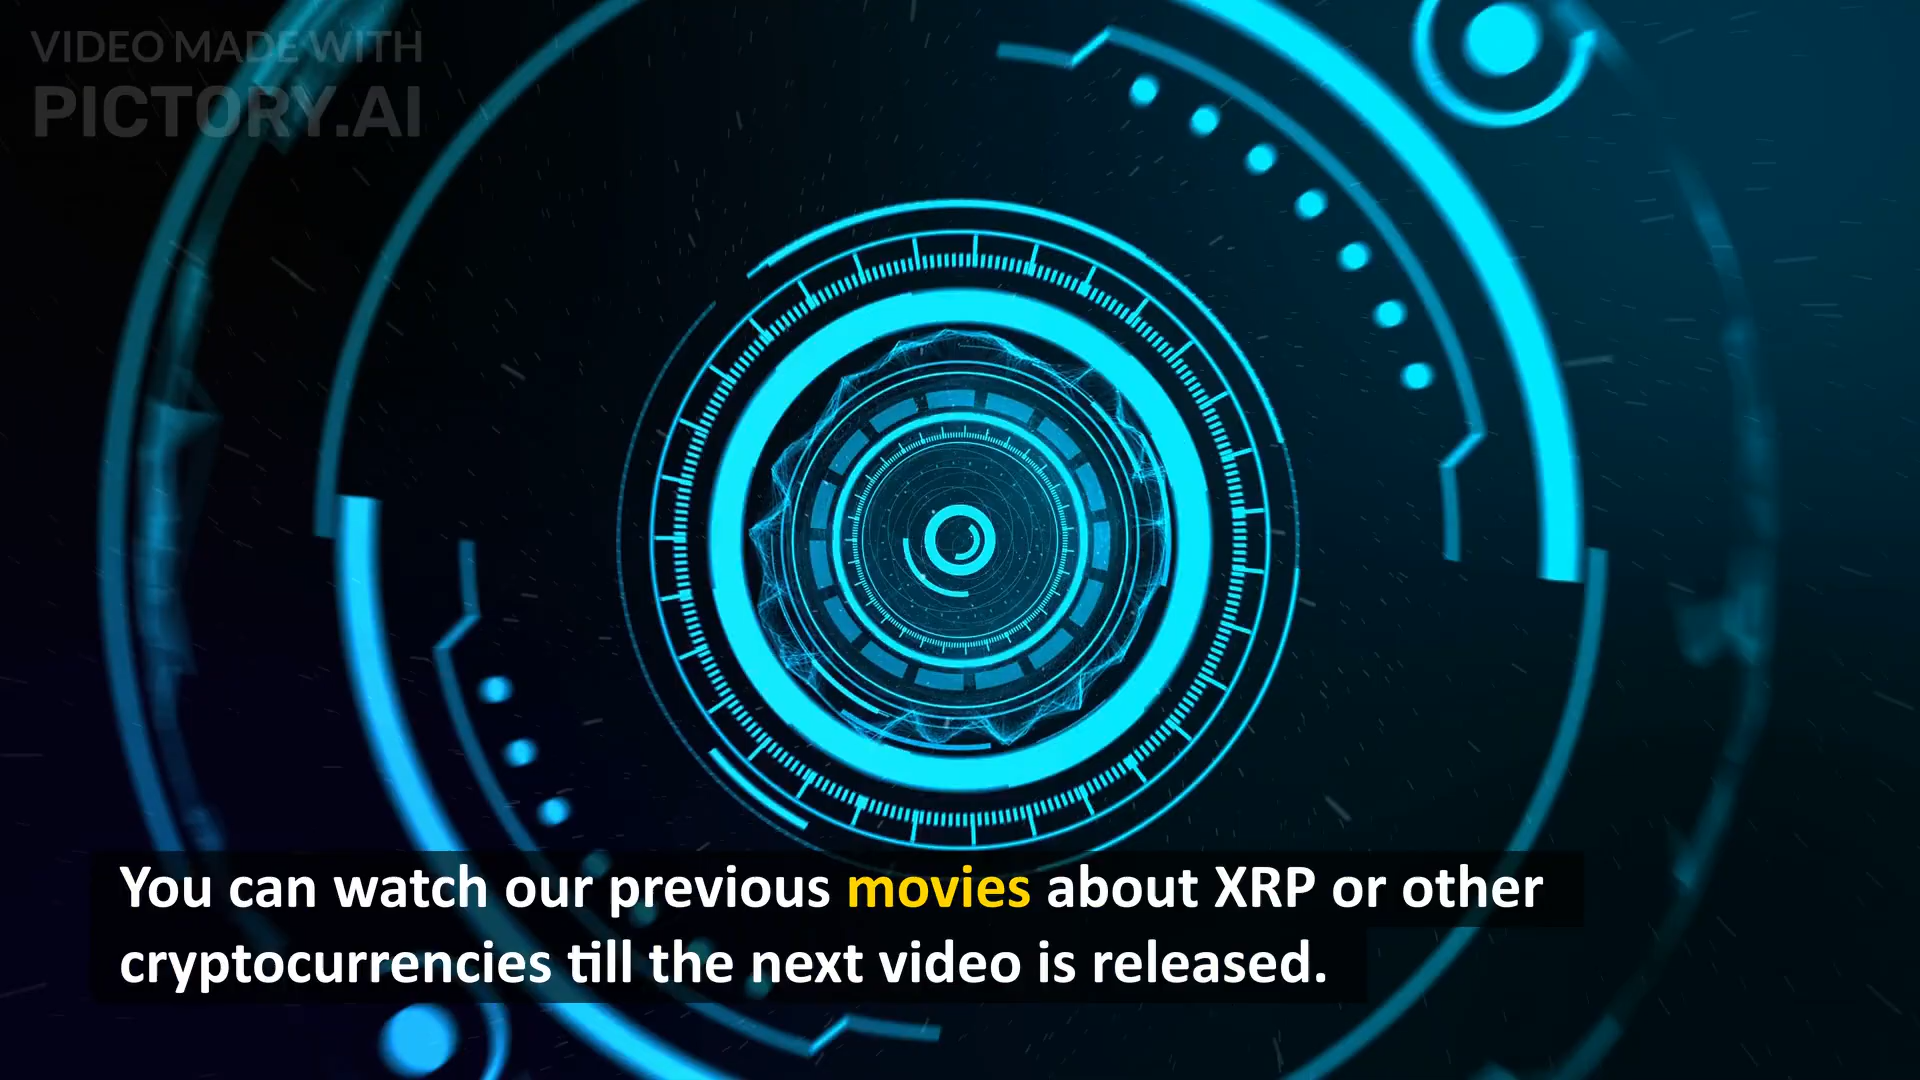 VIDEO MADE WITH
PICTORY.AI
You can watch our previous movies about XRP or other
cryptocurrencies till the next video is released.